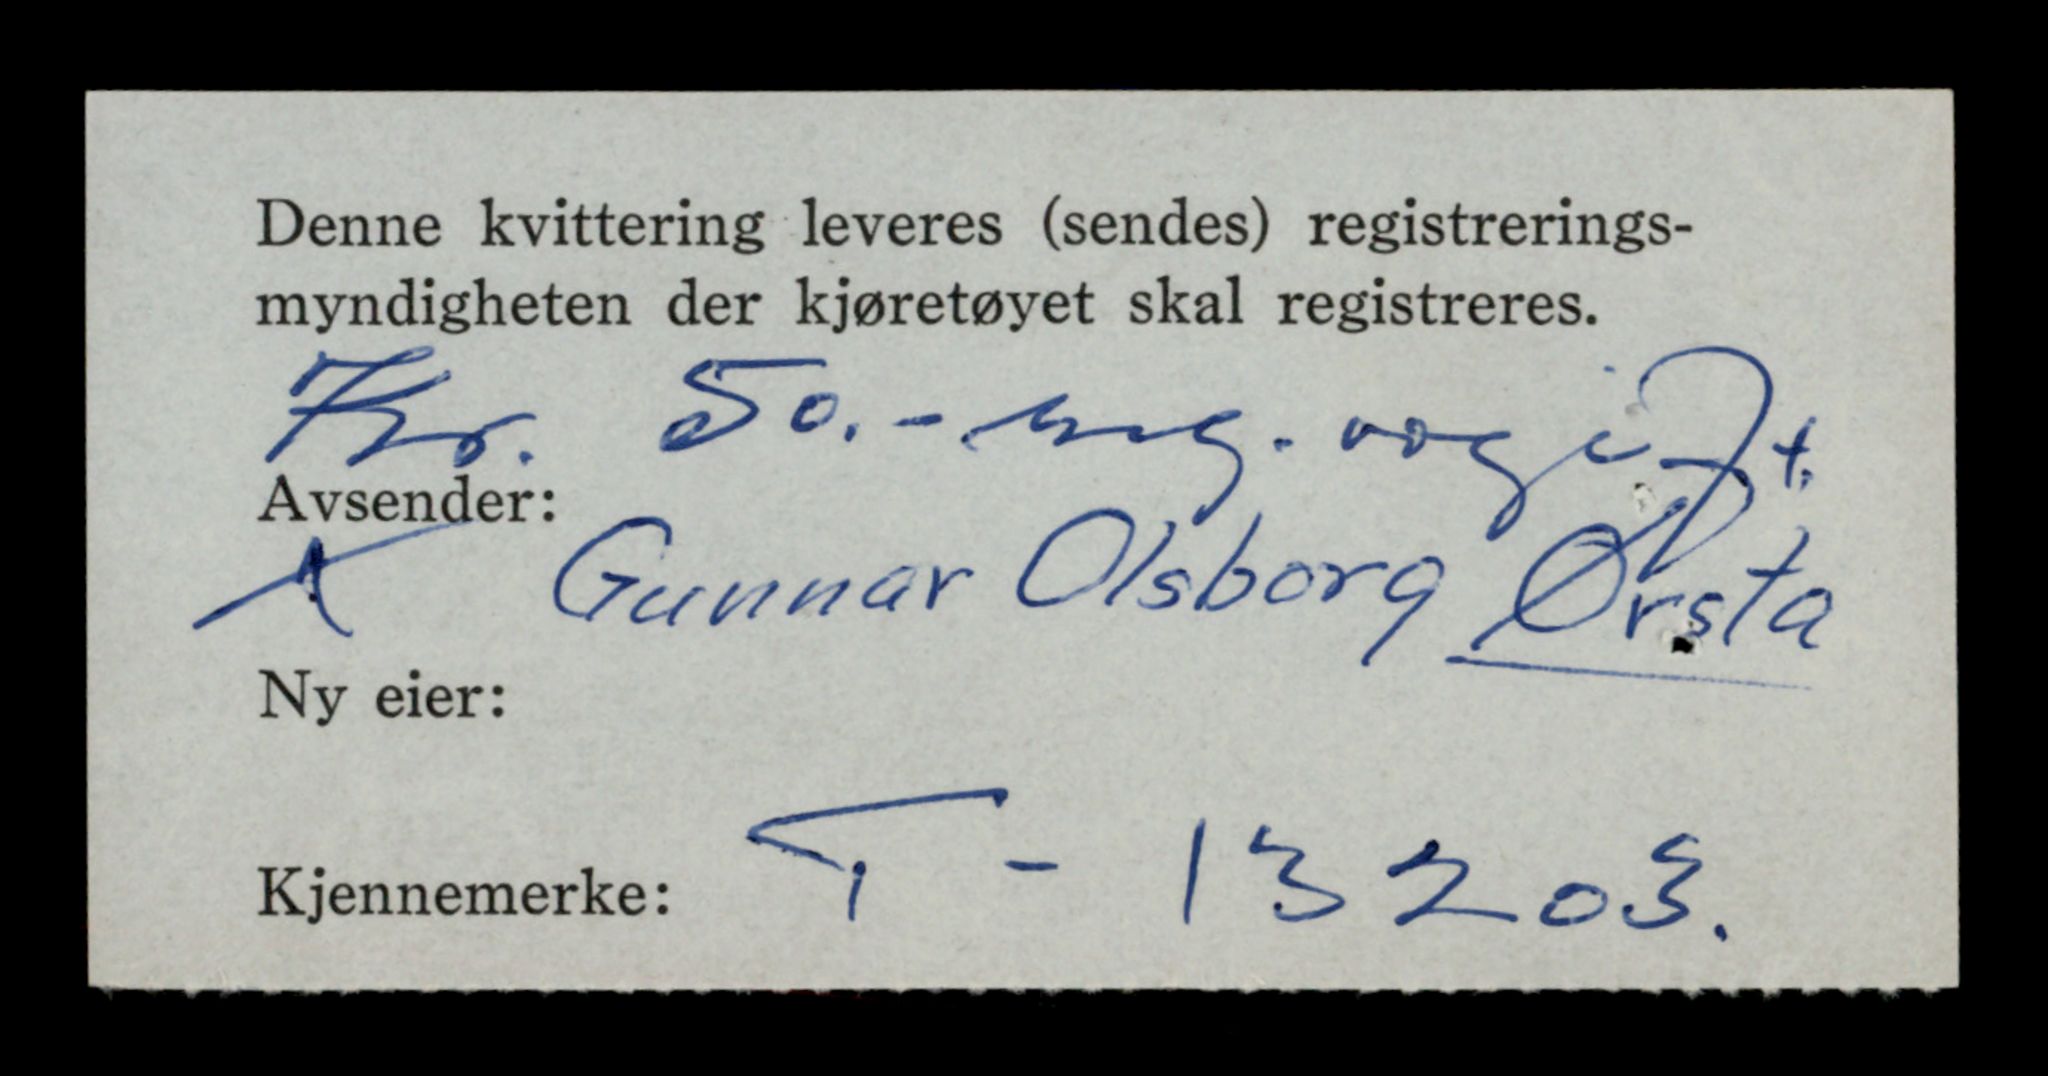 Denne kvittering leveres (sendes) registrerings-
myndigheten der kjøretøyet skal registreres.
Kr. 50.-
Avsender:
X Gunnar Olsborg Ørsta
Ny eier:
Kjennemerke: T - 13203.